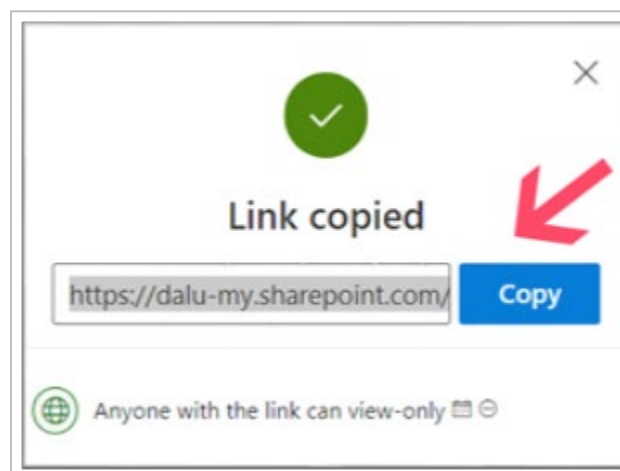 Link copied
https://dalu-my.sharepoint.com/
Copy
Anyone with the link can view-only